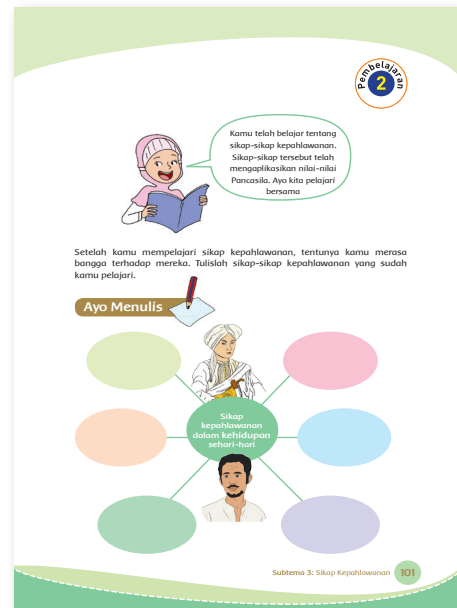 Pembelajaran
2
Kamu telah belajar tentang
sikap-sikap kepahlawanan.
Sikap-sikap tersebut telah
mengaplikasikan nilai-nilai
Pancasila. Ayo kita pelajari
bersama
Setelah kamu mempelajari sikap kepahlawanan, tentunya kamu merasa
bangga terhadap mereka. Tulislah sikap-sikap kepahlawanan yang sudah
kamu pelajari.
Ayo Menulis
Sikap
kepahlawanan
dalam kehidupan
sehari-hari
Subtema 3: Sikap Kepahlawanan 101